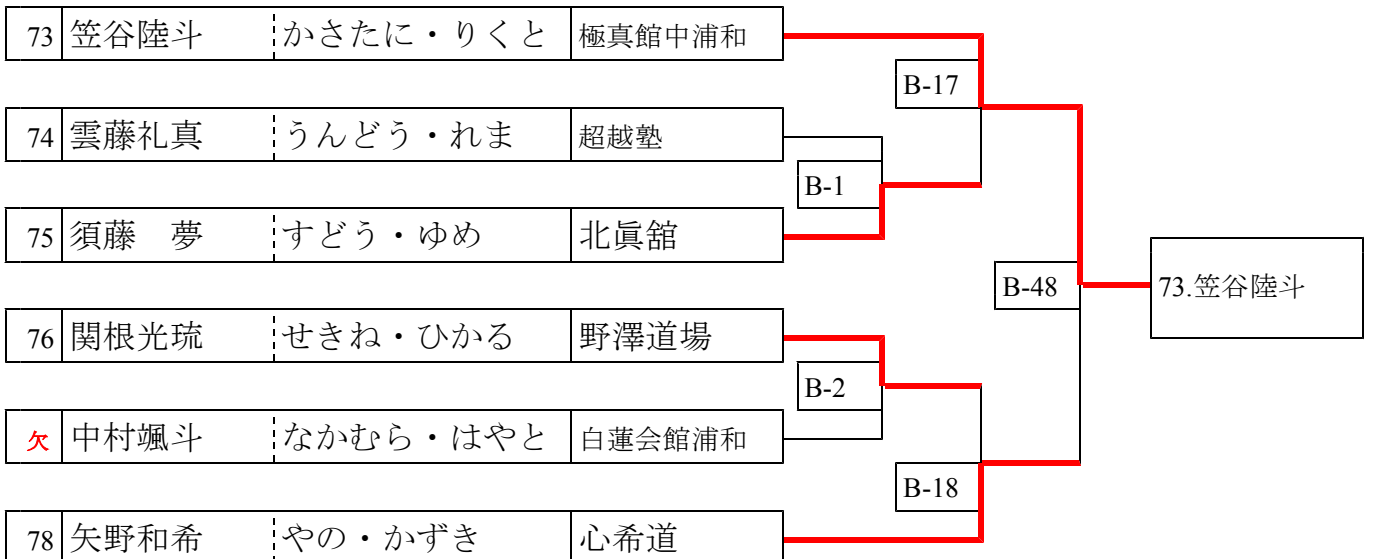 73 笠谷陸斗 かさたに・りくと 極真館中浦和
B-17
74 雲藤礼真 うんどう・れま 超越塾
B-1
75 須藤　夢 すどう・ゆめ 北眞舘
B-48 73.笠谷陸斗
76 関根光琉 せきね・ひかる 野澤道場
B-2
欠 中村颯斗 なかむら・はやと 白蓮会館浦和
B-18
78 矢野和希 やの・かずき 心希道